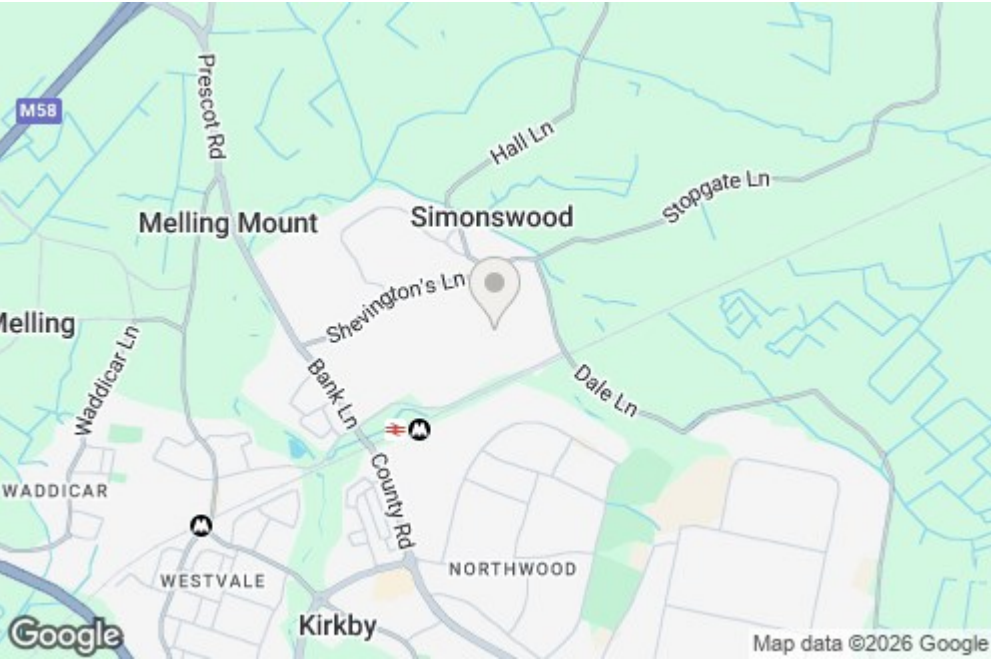 M58
Prescot Rd
Hall Ln
Stopgate Ln
Melling Mount
Simonswood
Shevington's Ln
Melling
Waddicar Ln
Bank Ln
Dale Ln
WADDICAR
County Rd
NORTHWOOD
WESTVALE
Kirkby
Google
Map data ©2026 Google